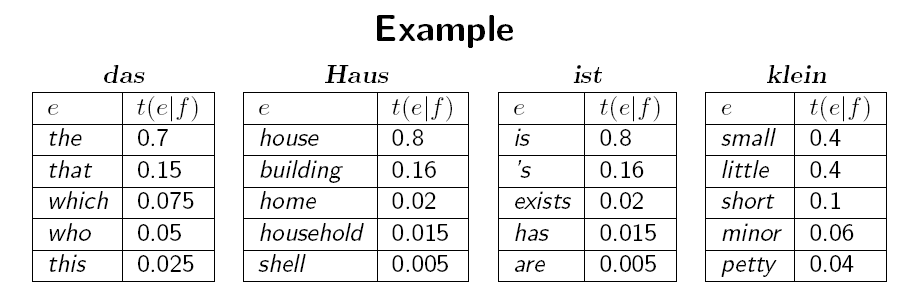 Example
das Haus ist klein
e t(e|f) e t(e|f) e t(e|f) e t(e|f)
the 0.7 house 0.8 is 0.8 small 0.4
that 0.15 building 0.16 's 0.16 little 0.4
which 0.075 home 0.02 exists 0.02 short 0.1
who 0.05 household 0.015 has 0.015 minor 0.06
this 0.025 shell 0.005 are 0.005 petty 0.04